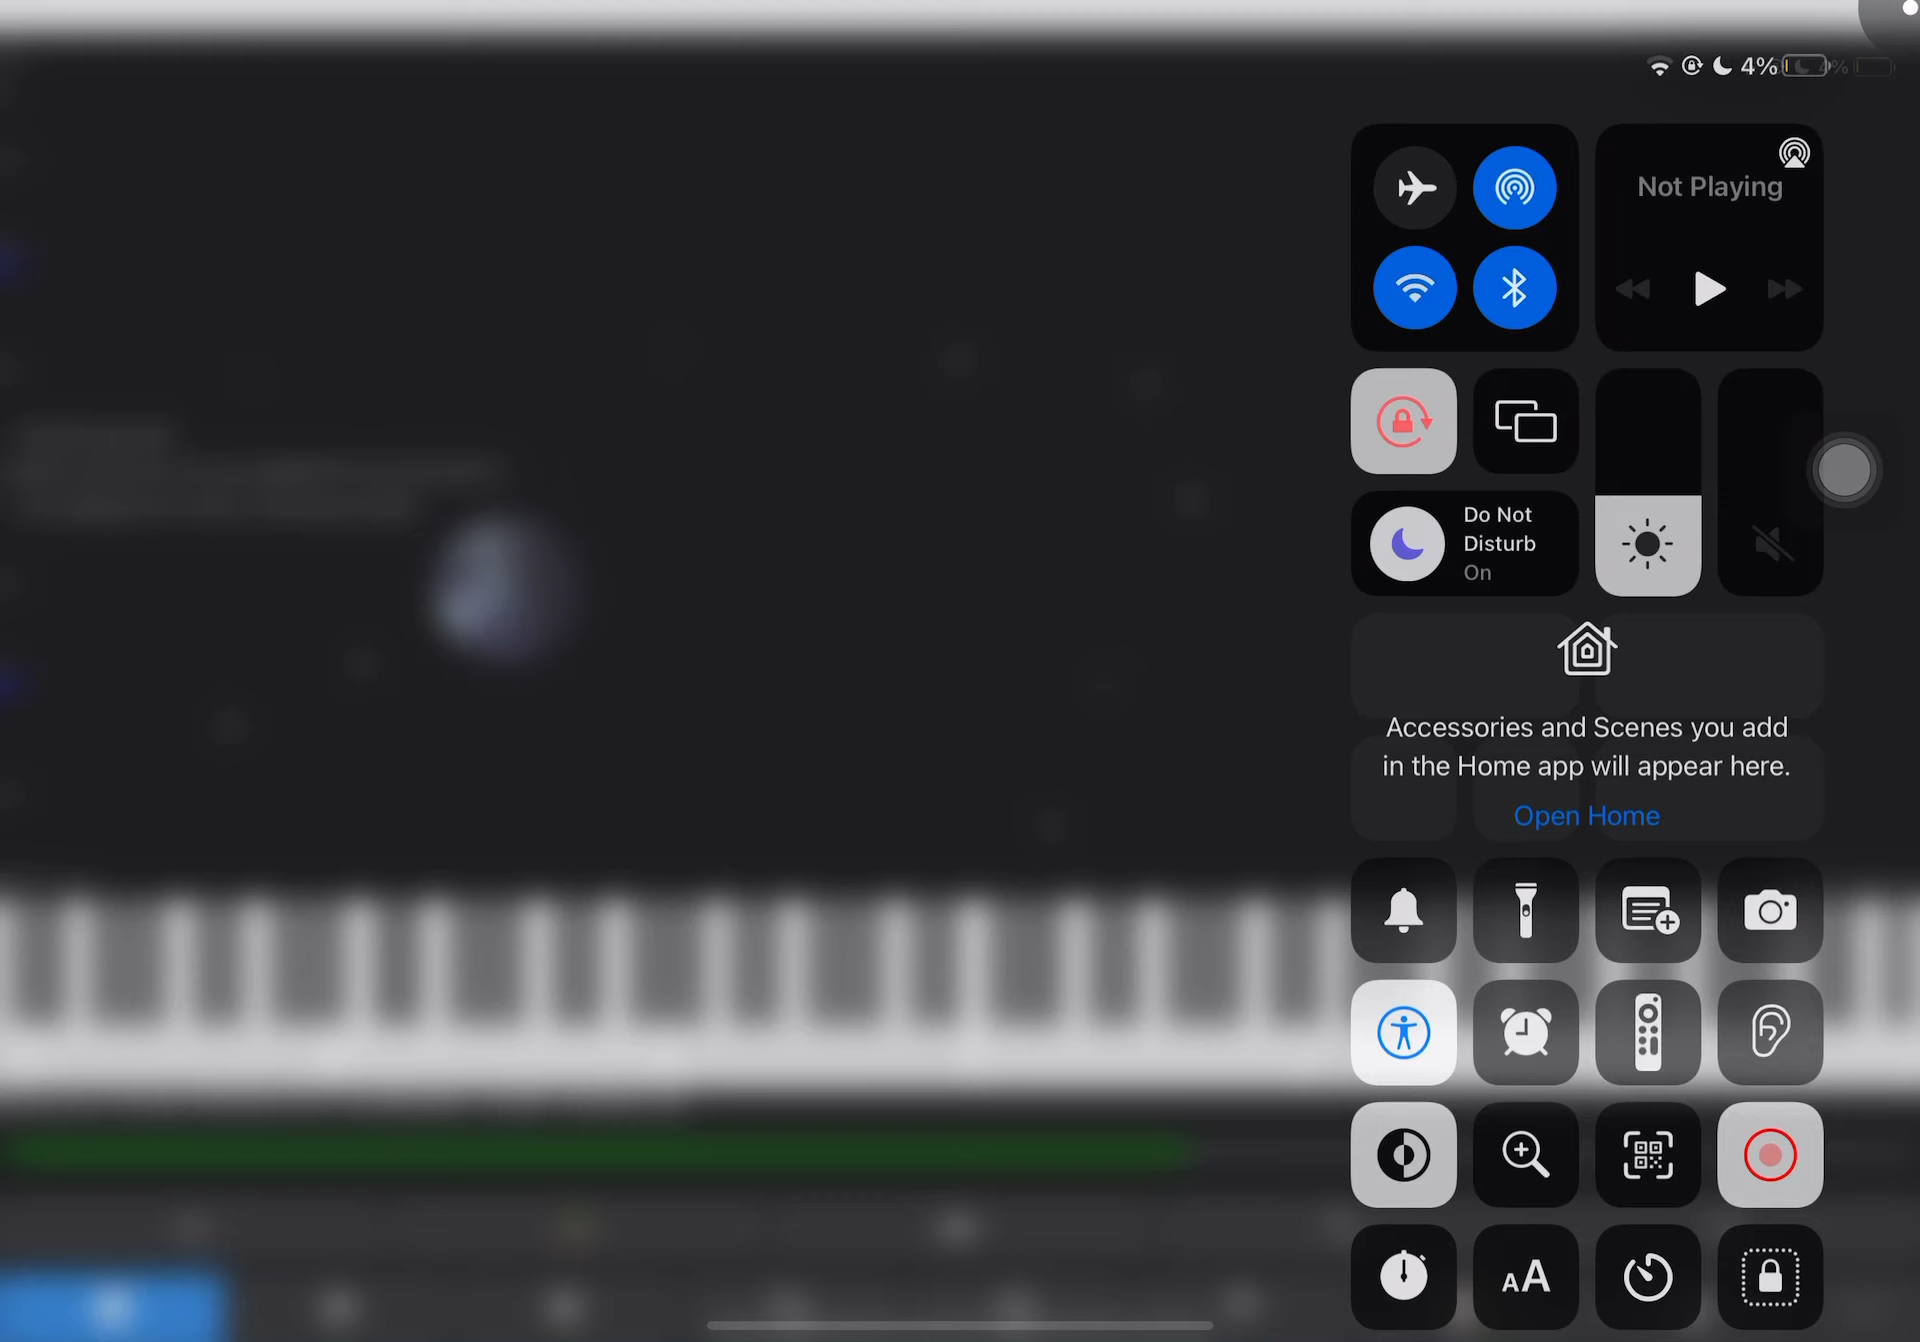 4%
Not Playing
Do Not
Disturb
On
Accessories and Scenes you add
in the Home app will appear here.
Open Home
AA